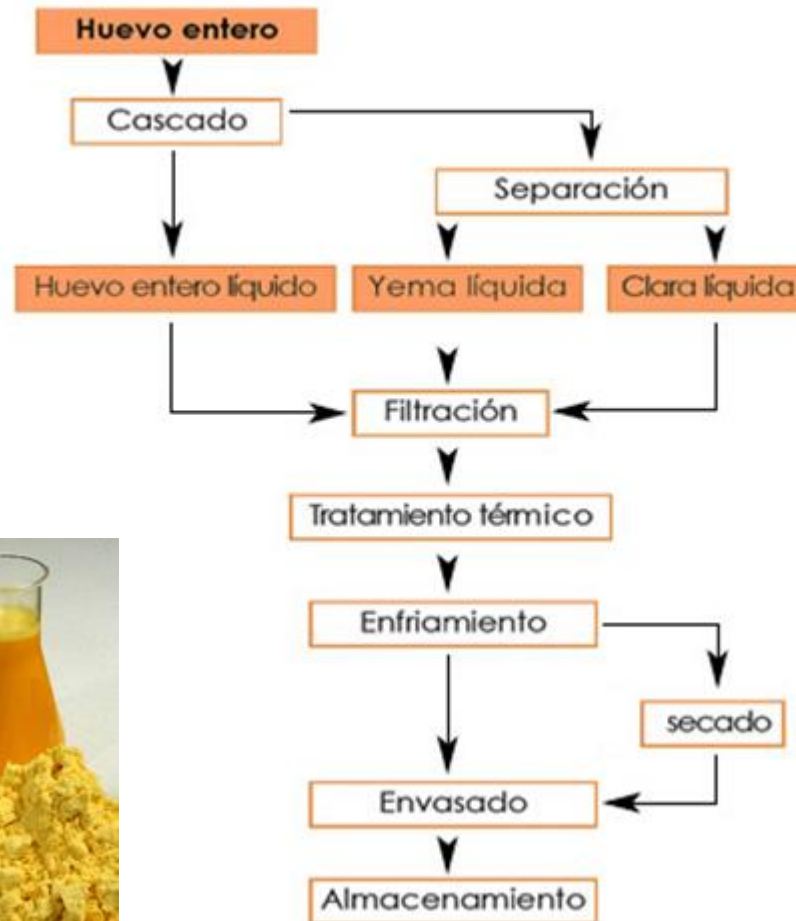 Huevo entero
Cascado
Separación
Huevo entero líquido
Yema líquida
Clara líquida
Filtración
Tratamiento térmico
Enfriamiento
secado
Envasado
Almacenamiento